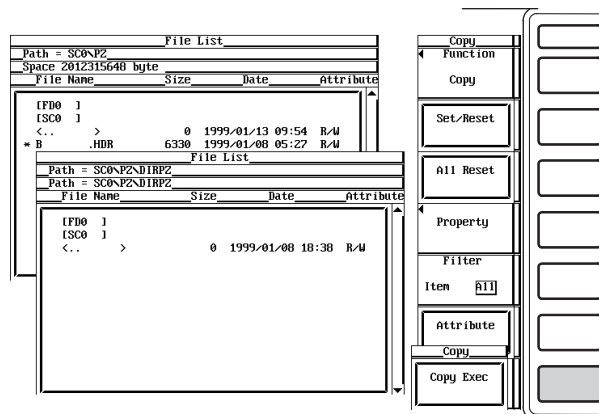 File List
Path = SC0\PZ
Space 2012315648 byte
File Name Size Date Attribute
[FD0 ]
[SC0 ]
<.. > 0 1999/01/13 09:54 R/W
* B .HDR 6330 1999/01/08 05:27 R/W
File List
Path = SC0\PZ\DIRPZ
Path = SC0\PZ\DIRPZ
File Name Size Date Attribute
[FD0 ]
[SC0 ]
<.. > 0 1999/01/08 18:38 R/W
Copy
Function
Copy
Set/Reset
All Reset
Property
Filter
Item All
Attribute
Copy
Copy Exec